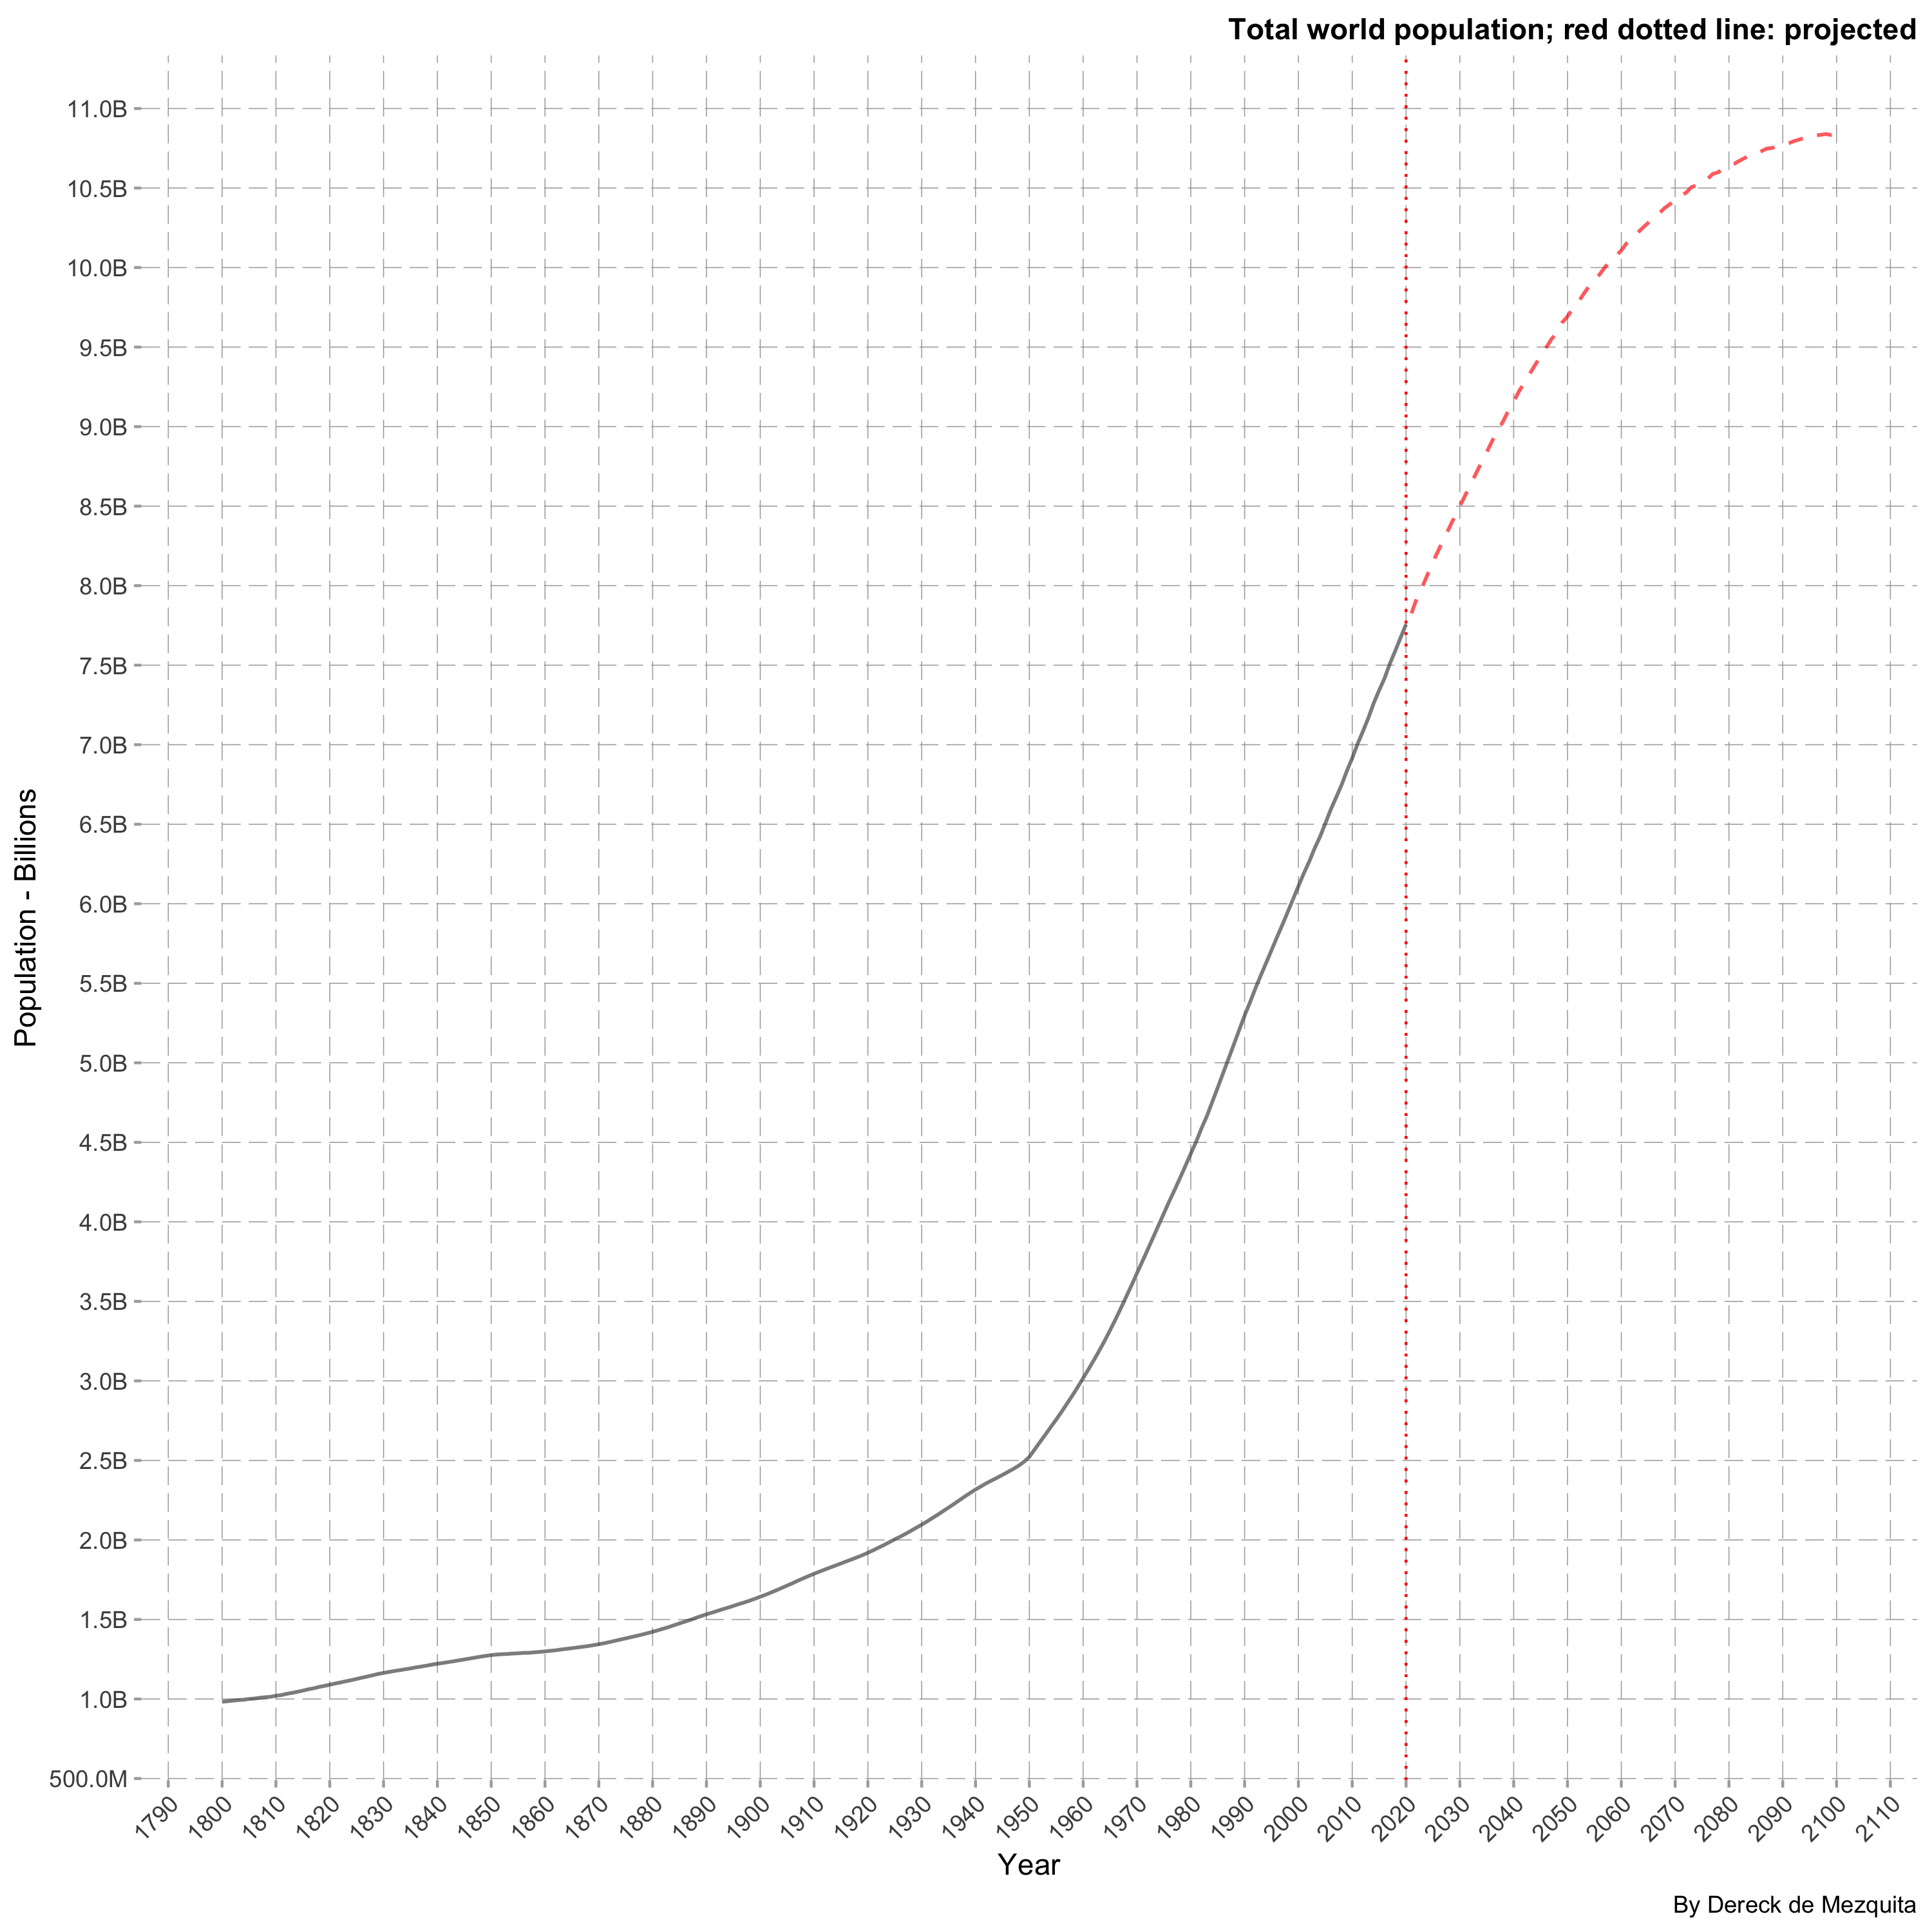 Total world population; red dotted line: projected
11.0B
10.5B
10.0B
9.5B
9.0B
8.5B
8.0B
7.5B
7.0B
6.5B
6.0B
5.5B
5.0B
4.5B
4.0B
3.5B
3.0B
2.5B
2.0B
1.5B
1.0B
500.0M
Population - Billions
1790 1800 1810 1820 1830 1840 1850 1860 1870 1880 1890 1900 1910 1920 1930 1940 1950 1960 1970 1980 1990 2000 2010 2020 2030 2040 2050 2060 2070 2080 2090 2100 2110
Year
By Dereck de Mezquita